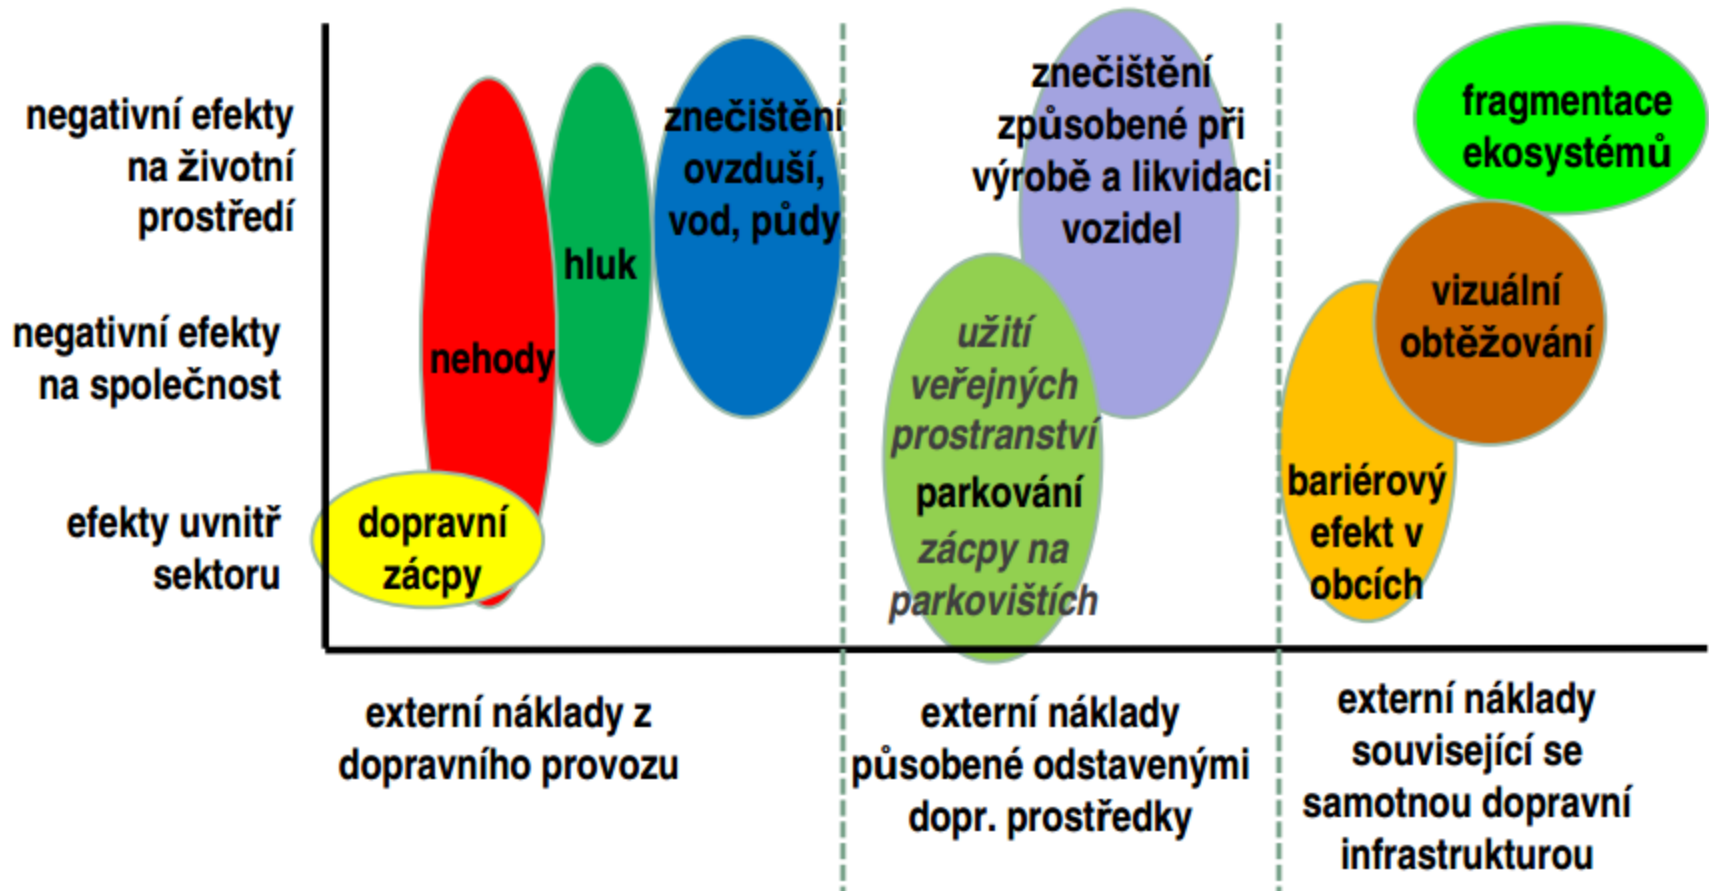 negativní efekty
na životní
prostředí
negativní efekty
na společnost
efekty uvnitř
sektoru
nehody
hluk
znečištění
ovzduší,
vod, půdy
dopravní
zácpy
znečištění
způsobené při
výrobě a likvidaci
vozidel
užití
veřejných
prostranství
parkování
zácpy na
parkovištích
fragmentace
ekosystémů
vizuální
obtěžování
bariérový
efekt v
obcích
externí náklady z
dopravního provozu
externí náklady
působené odstavenými
dopr. prostředky
externí náklady
související se
samotnou dopravní
infrastrukturou